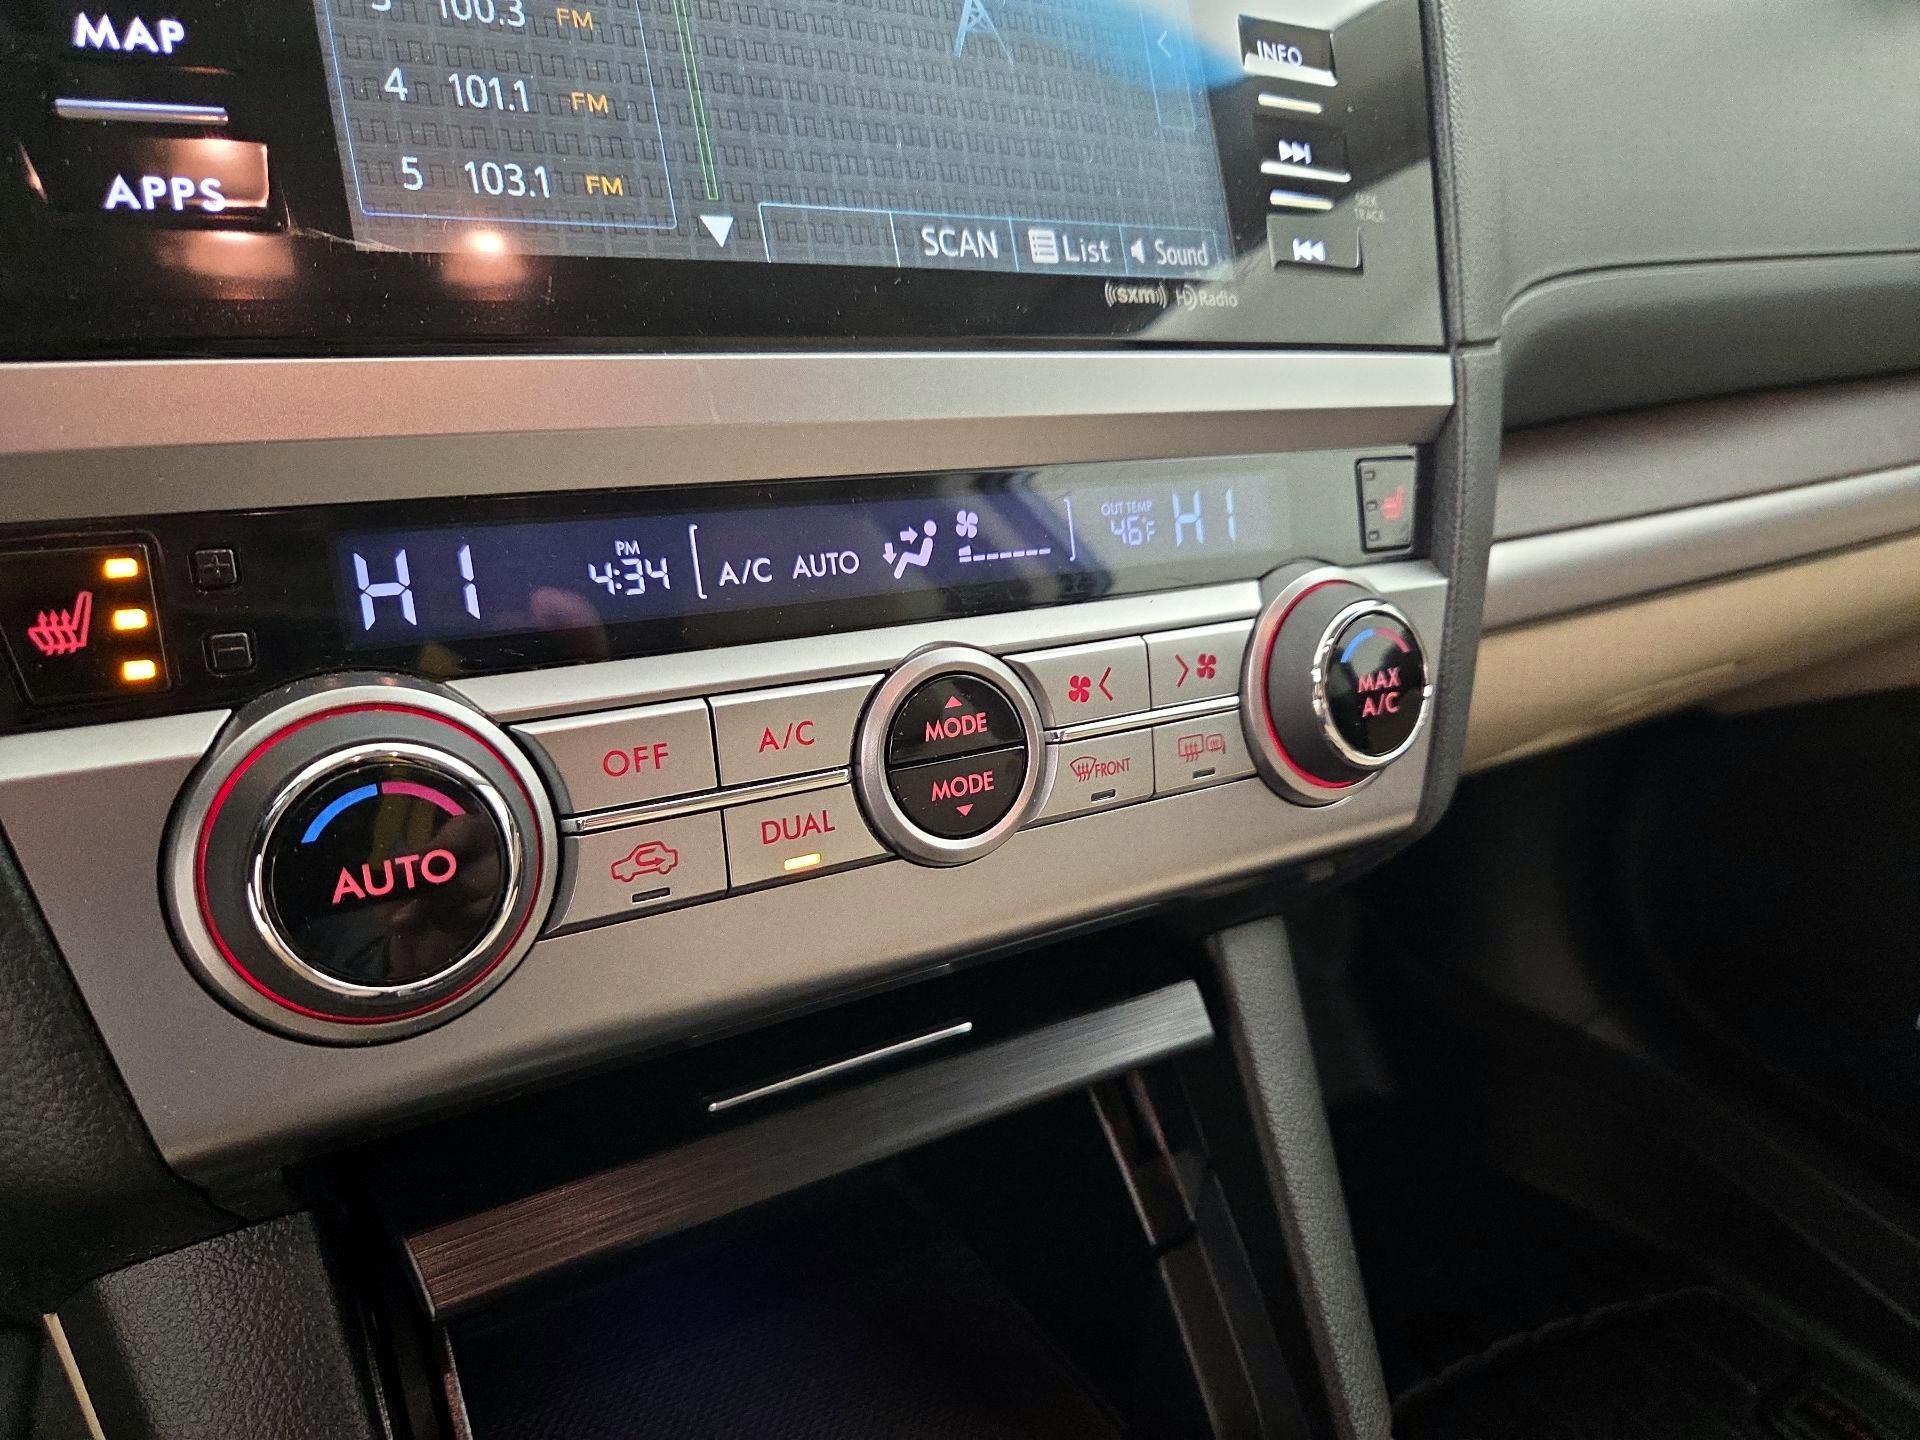 MAP
3 100.3 FM
4 101.1 FM
5 103.1 FM
APPS
SCAN List Sound
((sxm)) HD Radio
INFO
SEEK
TRACK
HI
PM
4:34
A/C AUTO
OUT TEMP
46°F
HI
OFF
A/C
MODE
MODE
DUAL
FRONT
AUTO
MAX
A/C